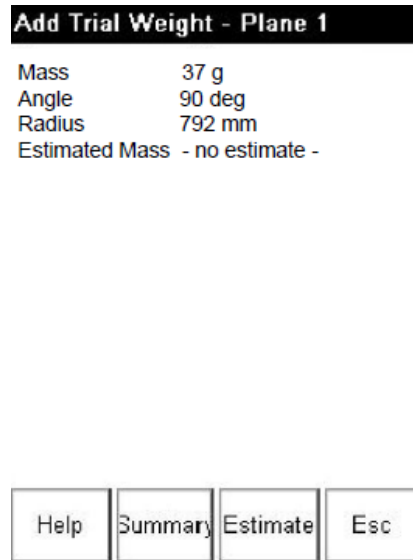 Add Trial Weight - Plane 1
Mass 37 g
Angle 90 deg
Radius 792 mm
Estimated Mass - no estimate -
Help Summary Estimate Esc